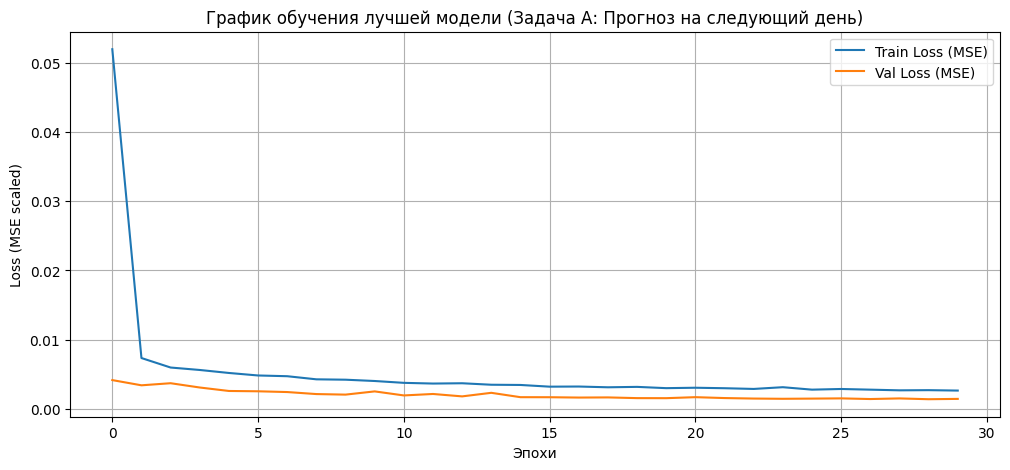 График обучения лучшей модели (Задача А: Прогноз на следующий день)
Train Loss (MSE)
Val Loss (MSE)
Loss (MSE scaled)
0.05
0.04
0.03
0.02
0.01
0.00
0 5 10 15 20 25 30
Эпохи